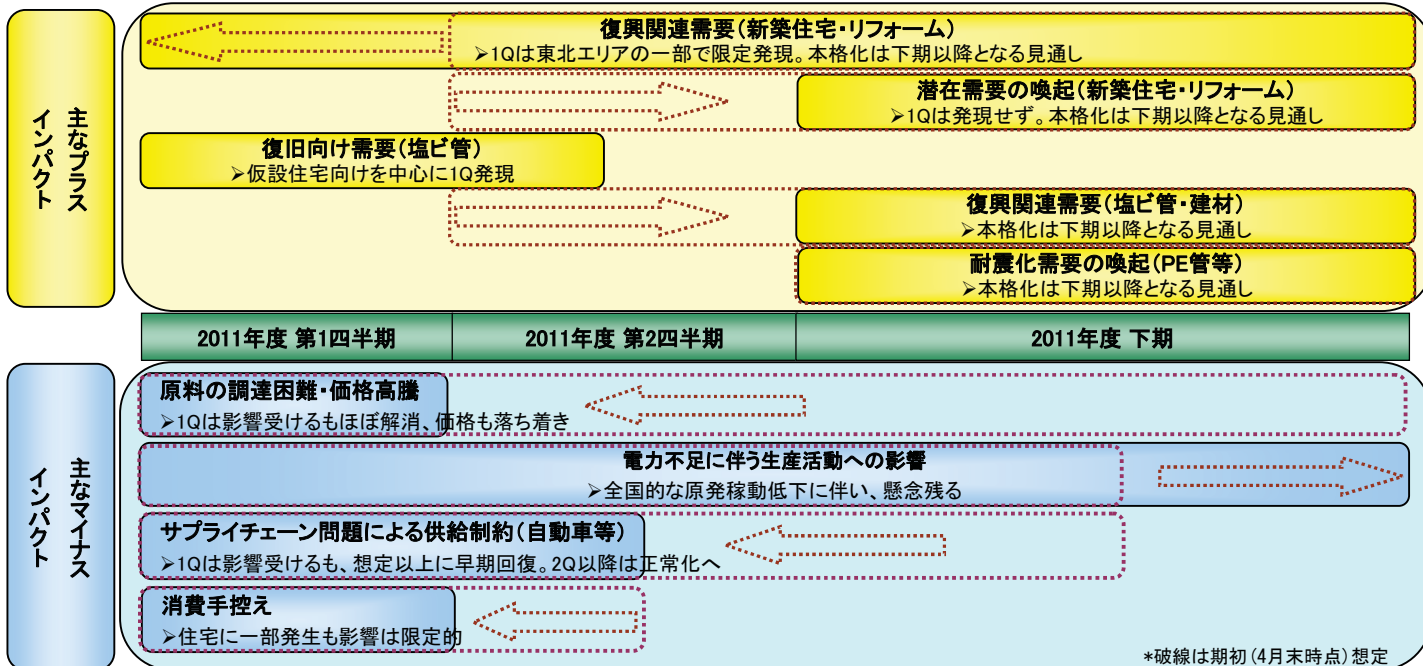 主なプラス
インパクト
復興関連需要(新築住宅・リフォーム)
➢1Qは東北エリアの一部で限定発現。本格化は下期以降となる見通し
潜在需要の喚起(新築住宅・リフォーム)
➢1Qは発現せず。本格化は下期以降となる見通し
復旧向け需要(塩ビ管)
➢仮設住宅向けを中心に1Q発現
復興関連需要(塩ビ管・建材)
➢本格化は下期以降となる見通し
耐震化需要の喚起(PE管等)
➢本格化は下期以降となる見通し
2011年度 第1四半期
2011年度 第2四半期
2011年度 下期
主なマイナス
インパクト
原料の調達困難・価格高騰
➢1Qは影響受けるもほぼ解消、価格も落ち着き
電力不足に伴う生産活動への影響
➢全国的な原発稼動低下に伴い、懸念残る
サプライチェーン問題による供給制約(自動車等)
➢1Qは影響受けるも、想定以上に早期回復。2Q以降は正常化へ
消費手控え
➢住宅に一部発生も影響は限定的
*破線は期初(4月末時点)想定